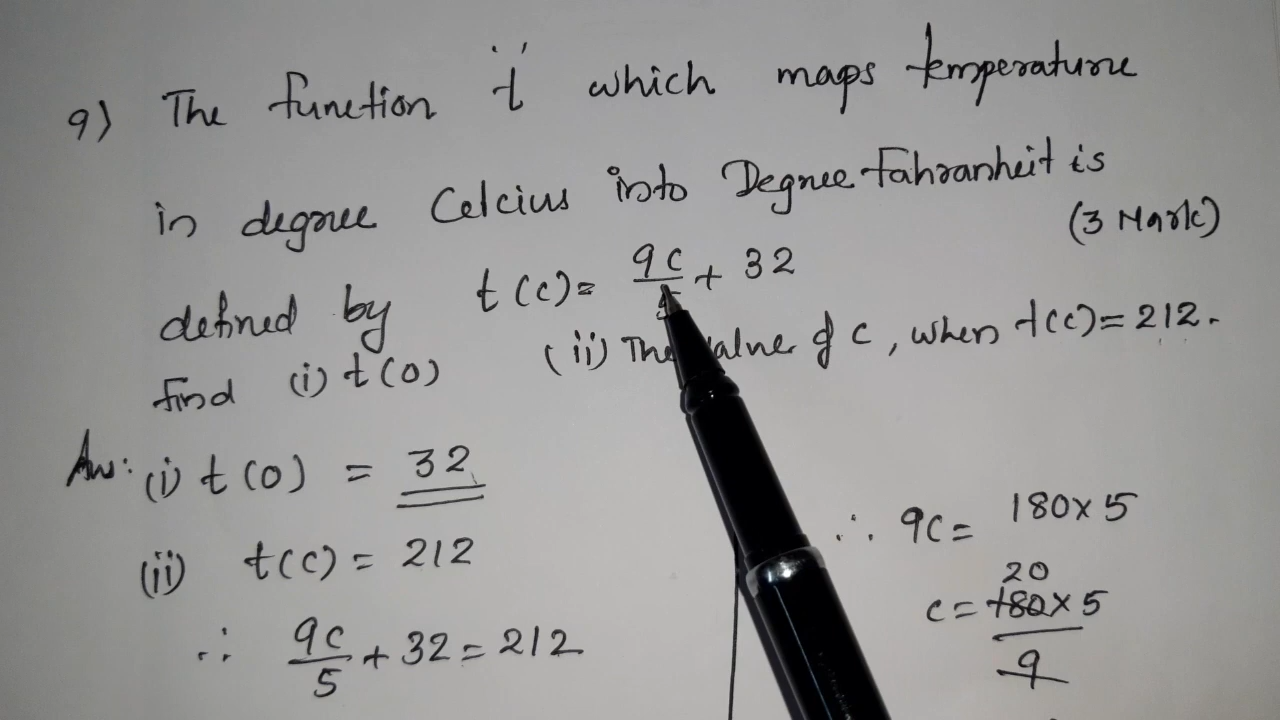 9) The function 't' which maps temperature
in degree Celcius into Degree Fahranheit is
(3 Mark)
defined by t(c) = 9c/5 + 32
find (i) t(0) (ii) The value of c, when t(c) = 212.
Ans: (i) t(0) = 32
(ii) t(c) = 212
∴ 9c/5 + 32 = 212
∴ 9c = 180 × 5
20
c = 180 × 5
9